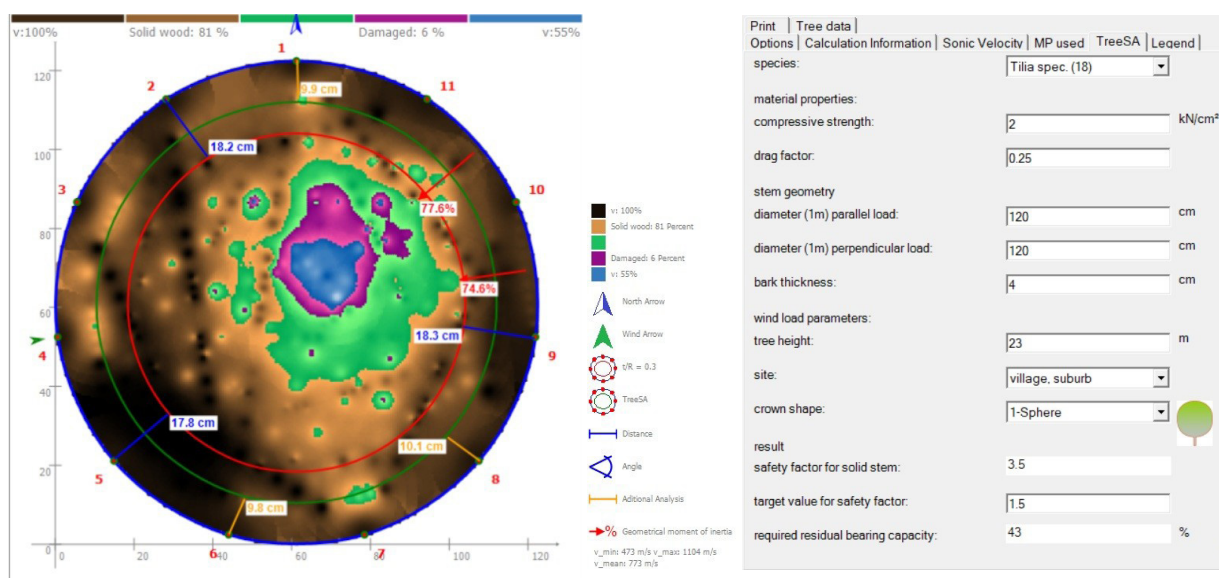 v:100% Solid wood: 81 % Damaged: 6 % v:55%
1
2
11
9.9 cm
120
18.2 cm
100
3
10
77.6%
80
74.6%
60
18.3 cm
4
9
40
17.8 cm
10.1 cm
20
5
8
9.8 cm
0
6
7
0 20 40 60 80 100 120
v: 100%
Solid wood: 81 Percent
Damaged: 6 Percent
v: 55%
North Arrow
Wind Arrow
t/R = 0.3
TreeSA
Distance
Angle
Aditional Analysis
% Geometrical moment of inertia
v_min: 473 m/s v_max: 1104 m/s
v_mean: 773 m/s
Print Tree data
Options Calculation Information Sonic Velocity MP used TreeSA Legend
species: Tilia spec. (18)
material properties:
compressive strength: 2 kN/cm²
drag factor: 0.25
stem geometry
diameter (1m) parallel load: 120 cm
diameter (1m) perpendicular load: 120 cm
bark thickness: 4 cm
wind load parameters:
tree height: 23 m
site: village, suburb
crown shape: 1-Sphere
result
safety factor for solid stem: 3.5
target value for safety factor: 1.5
required residual bearing capacity: 43 %